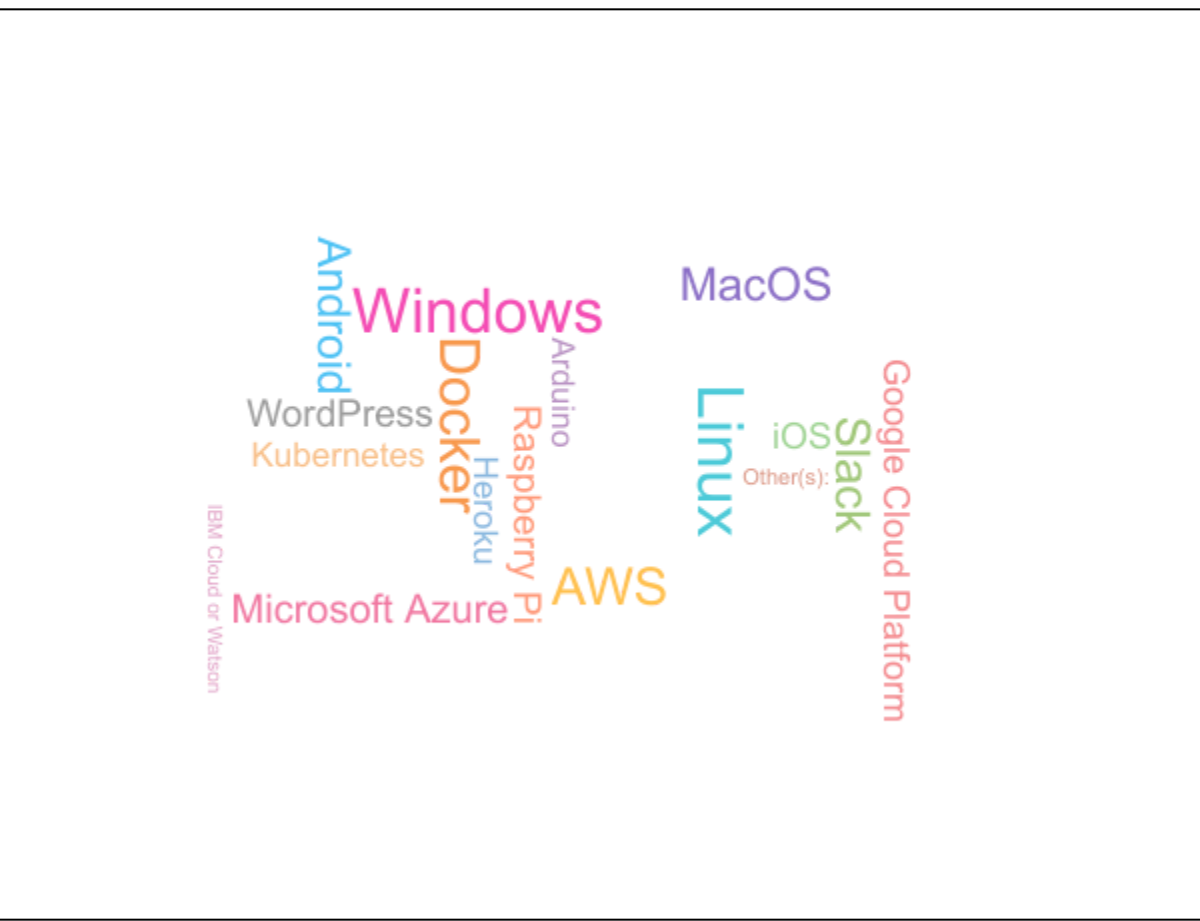 Android
Windows
MacOS
Docker
Arduino
WordPress
Kubernetes
Heroku
Raspberry Pi
Linux
iOS
Slack
Other(s):
Google Cloud Platform
IBM Cloud or Watson
Microsoft Azure
AWS